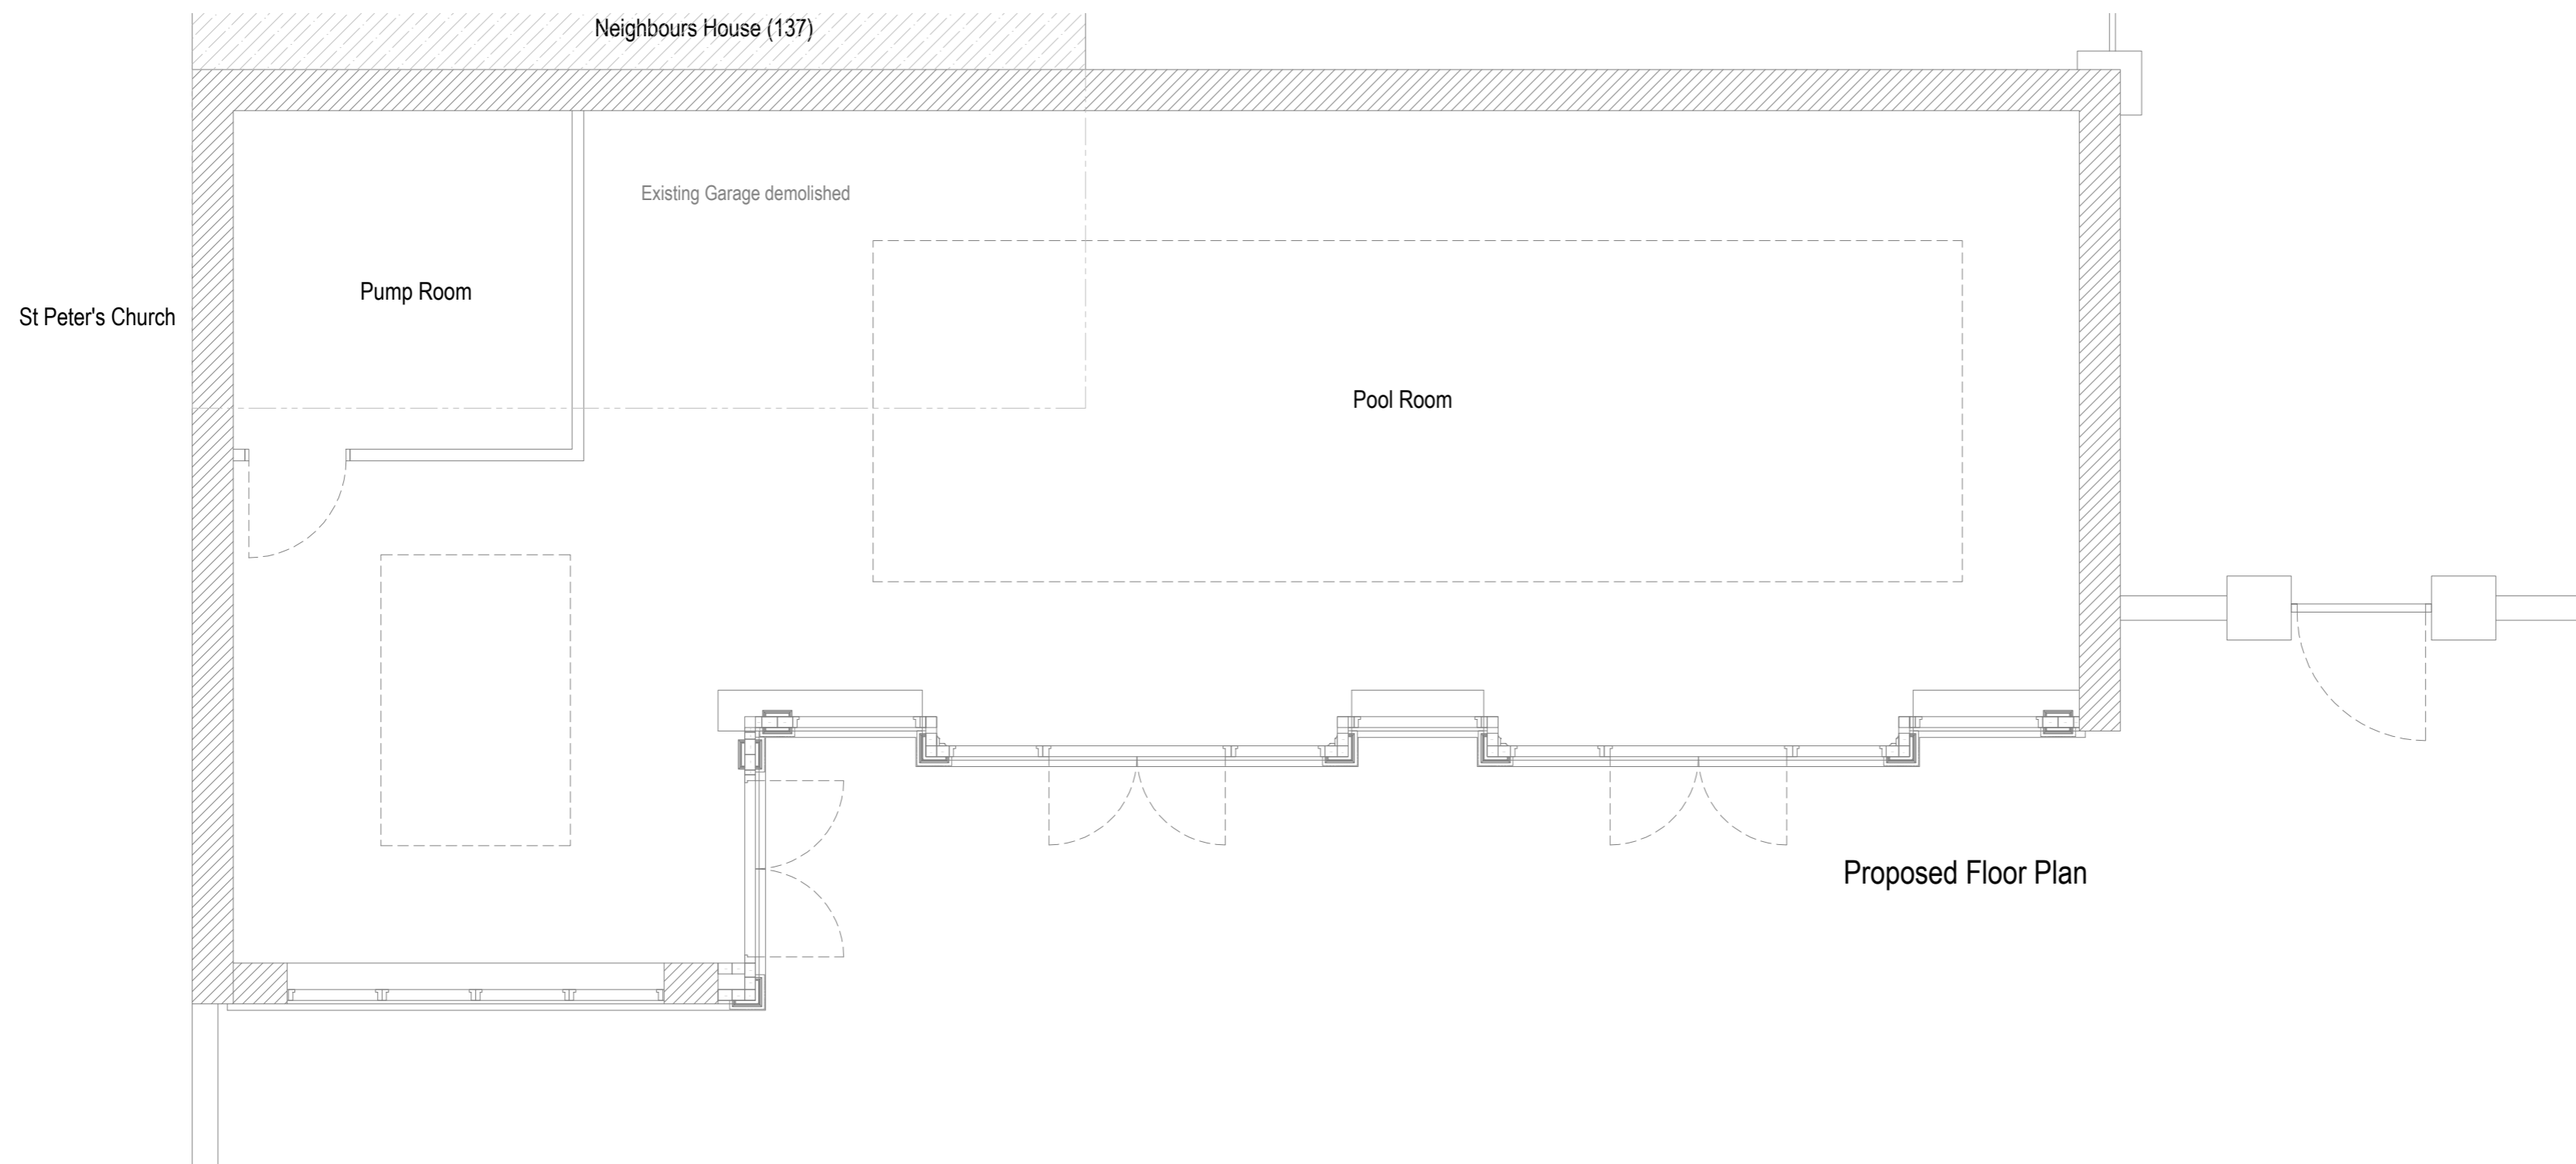 Neighbours House (137)
Existing Garage demolished
Pump Room
St Peter's Church
Pool Room
Proposed Floor Plan